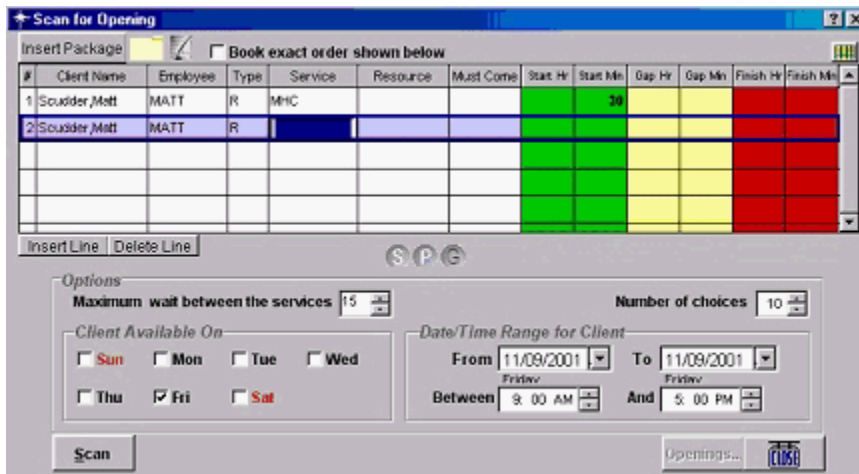 Scan for Opening
Insert Package Book exact order shown below
# Client Name Employee Type Service Resource Must Come Start Hr Start Min Gap Hr Gap Min Finish Hr Finish Min
1 Scudder,Matt MATT R MHC 30
2 Scudder,Matt MATT R
Insert Line Delete Line
S P G
Options
Maximum wait between the services 15 Number of choices 10
Client Available On
Sun Mon Tue Wed
Thu Fri Sat
Date/Time Range for Client
From 11/09/2001 To 11/09/2001
Friday Friday
Between 9: 00 AM And 5: 00 PM
Scan Openings... CLOSE